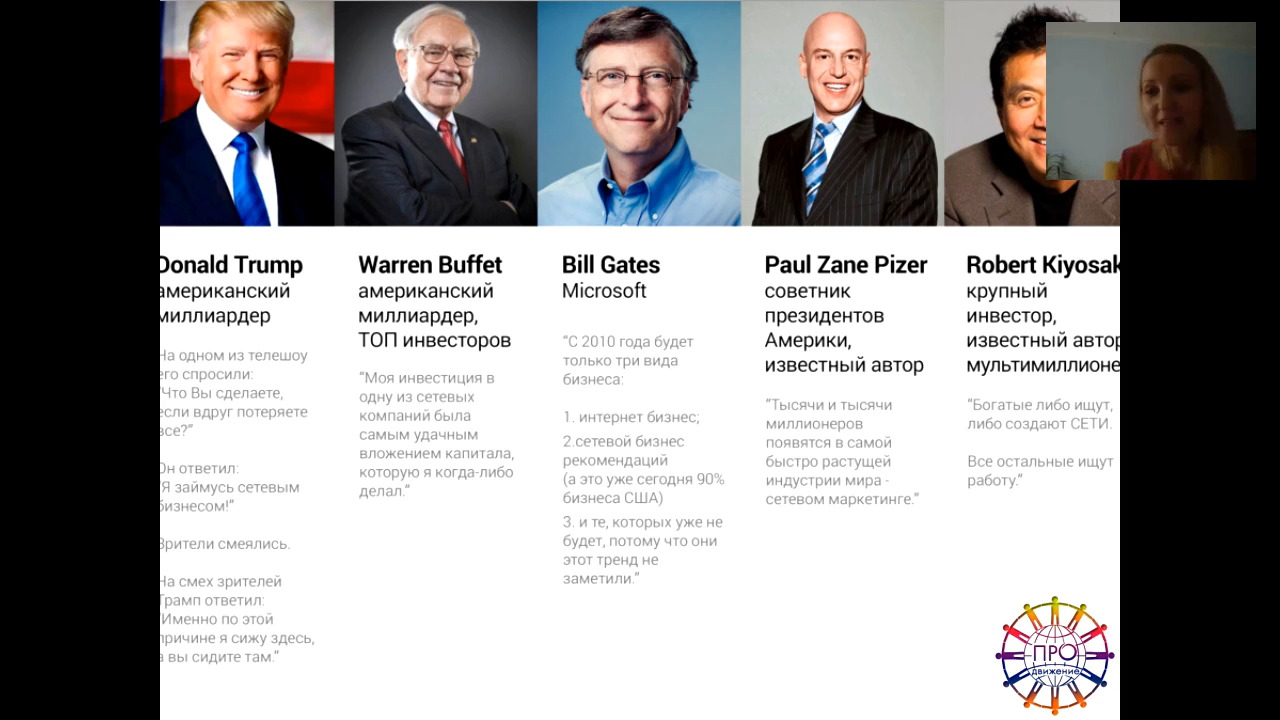 Donald Trump
американский
миллиардер
На одном из телешоу
его спросили:
"Что Вы сделаете,
если вдруг потеряете
все?"
Он ответил:
"Я займусь сетевым
бизнесом!"
Зрители смеялись.
На смех зрителей
Трамп ответил:
"Именно по этой
причине я сижу здесь,
а вы сидите там."
Warren Buffet
американский
миллиардер,
ТОП инвесторов
"Моя инвестиция в
одну из сетевых
компаний была
самым удачным
вложением капитала,
которую я когда-либо
делал."
Bill Gates
Microsoft
"С 2010 года будет
только три вида
бизнеса:
1. интернет бизнес;
2.сетевой бизнес
рекомендаций
(а это уже сегодня 90%
бизнеса США)
3. и те, которых уже не
будет, потому что они
этот тренд не
заметили."
Paul Zane Pizer
советник
президентов
Америки,
известный автор
"Тысячи и тысячи
миллионеров
появятся в самой
быстро растущей
индустрии мира -
сетевом маркетинге."
Robert Kiyosak
крупный
инвестор,
известный автор
мультимиллионе
"Богатые либо ищут,
либо создают СЕТИ.
Все остальные ищут
работу."
ПРО
движение